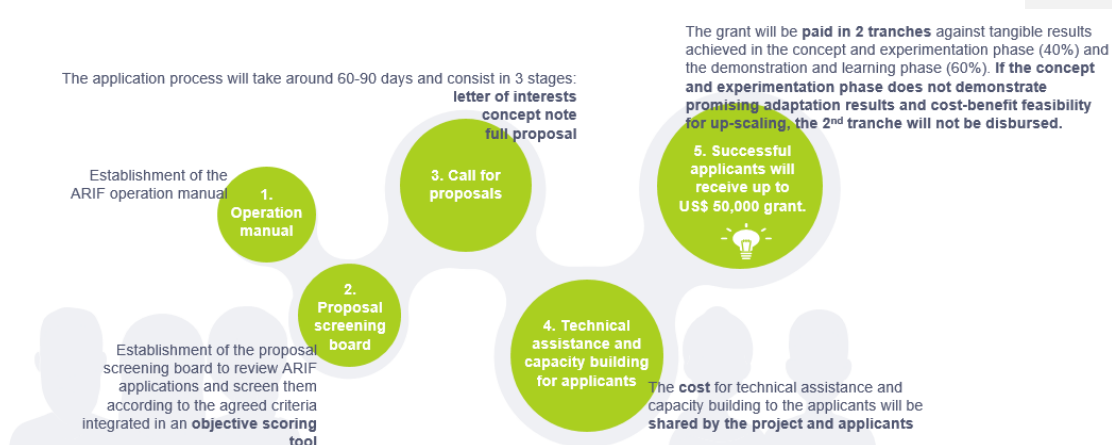 The grant will be paid in 2 tranches against tangible results
achieved in the concept and experimentation phase (40%) and
the demonstration and learning phase (60%). If the concept
and experimentation phase does not demonstrate
promising adaptation results and cost-benefit feasibility
for up-scaling, the 2nd tranche will not be disbursed.
The application process will take around 60-90 days and consist in 3 stages:
letter of interests
concept note
full proposal
Establishment of the
ARIF operation manual
1.
Operation
manual
2.
Proposal
screening
board
3. Call for
proposals
4. Technical
assistance and
capacity building
for applicants
5. Successful
applicants will
receive up to
US$ 50,000 grant.
Establishment of the proposal
screening board to review ARIF
applications and screen them
according to the agreed criteria
integrated in an objective scoring
tool
The cost for technical assistance and
capacity building to the applicants will be
shared by the project and applicants